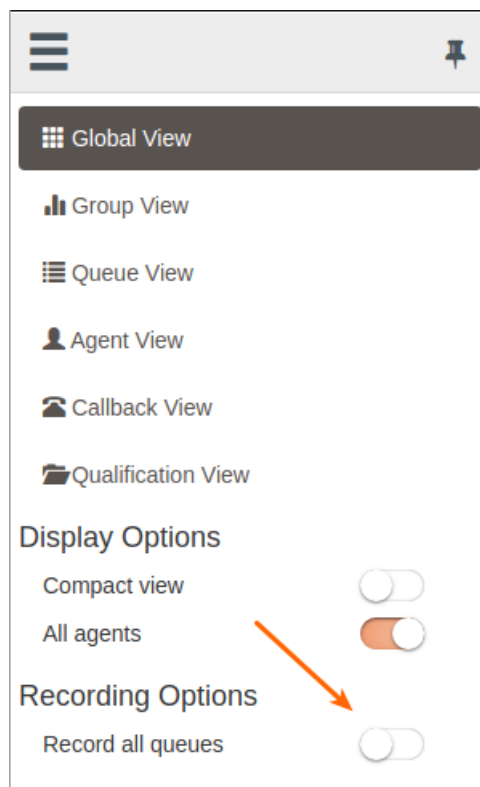 Global View
Group View
Queue View
Agent View
Callback View
Qualification View
Display Options
Compact view
All agents
Recording Options
Record all queues